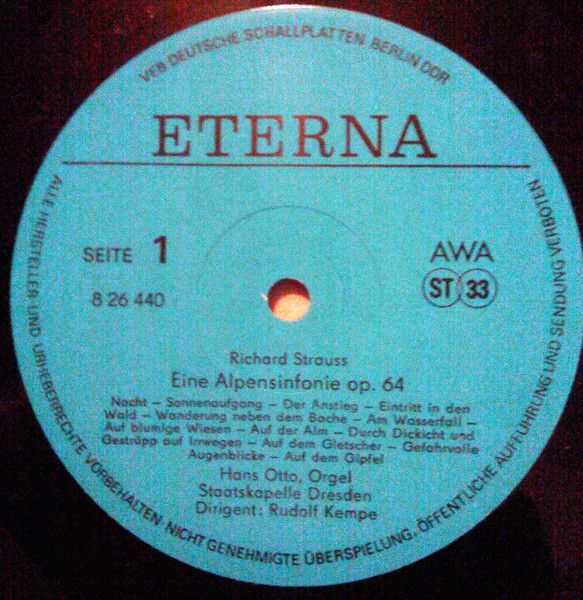 VEB DEUTSCHE SCHALLPLATTEN BERLIN DDR
ETERNA
SEITE 1
8 26 440
AWA
ST 33
Richard Strauss
Eine Alpensinfonie op. 64
Nacht – Sonnenaufgang – Der Anstieg – Eintritt in den
Wald – Wanderung neben dem Bache – Am Wasserfall –
Auf blumige Wiesen – Auf der Alm – Durch Dickicht und
Gestrüpp auf Irrwegen – Auf dem Gletscher – Gefahrvolle
Augenblicke – Auf dem Gipfel
Hans Otto, Orgel
Staatskapelle Dresden
Dirigent: Rudolf Kempe
ALLE HERSTELLER UND URHEBERRECHTE VORBEHALTEN · NICHT GENEHMIGTE ÜBERSPIELUNG, ÖFFENTLICHE AUFFÜHRUNG UND SENDUNG VERBOTEN